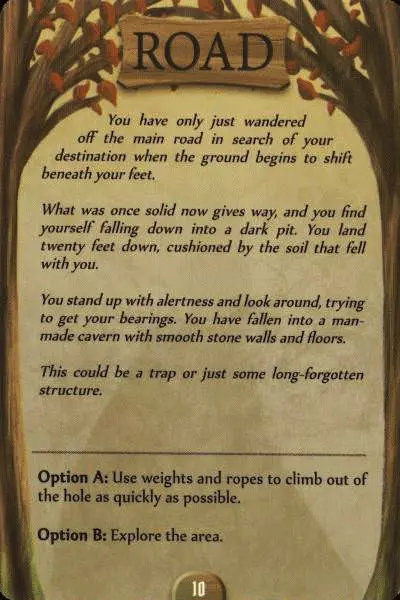 ROAD
You have only just wandered
off the main road in search of your
destination when the ground begins to shift
beneath your feet.
What was once solid now gives way, and you find
yourself falling down into a dark pit. You land
twenty feet down, cushioned by the soil that fell
with you.
You stand up with alertness and look around, trying
to get your bearings. You have fallen into a man-
made cavern with smooth stone walls and floors.
This could be a trap or just some long-forgotten
structure.
Option A: Use weights and ropes to climb out of
the hole as quickly as possible.
Option B: Explore the area.
10